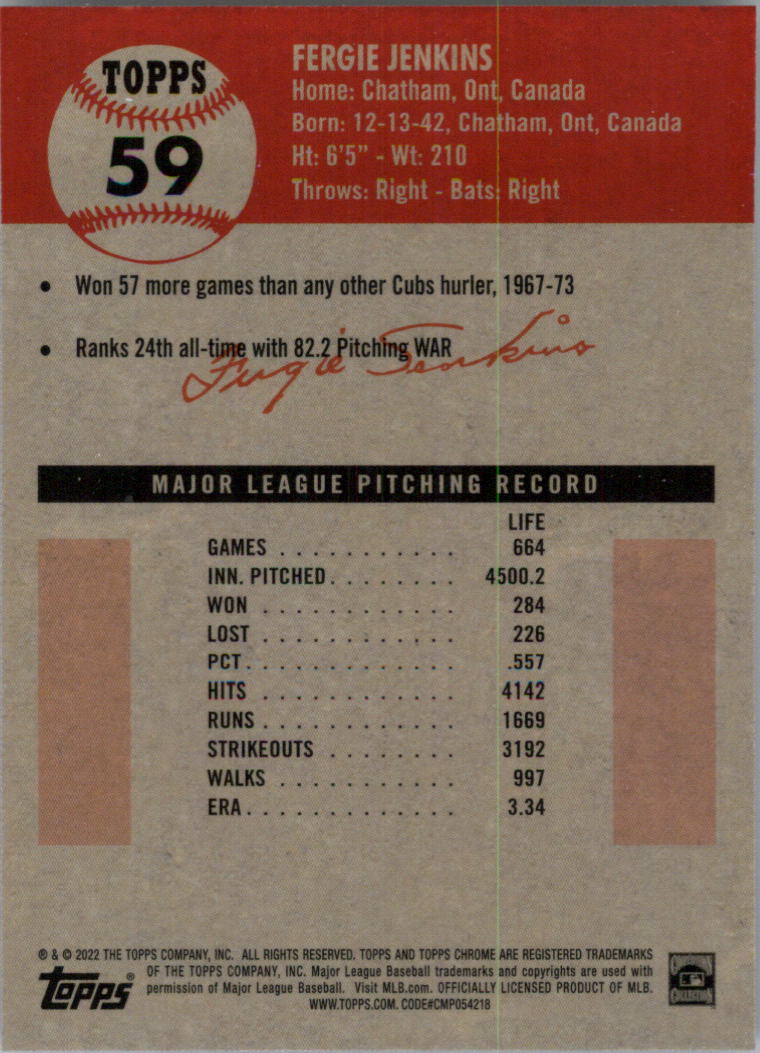 TOPPS
59
FERGIE JENKINS
Home: Chatham, Ont, Canada
Born: 12-13-42, Chatham, Ont, Canada
Ht: 6'5" - Wt: 210
Throws: Right - Bats: Right
• Won 57 more games than any other Cubs hurler, 1967-73
• Ranks 24th all-time with 82.2 Pitching WAR
Fergie Jenkins
MAJOR LEAGUE PITCHING RECORD
LIFE
GAMES . . . . . . . . . . . . 664
INN. PITCHED. . . . . . . . 4500.2
WON . . . . . . . . . . . . . 284
LOST . . . . . . . . . . . . . 226
PCT. . . . . . . . . . . . . . .557
HITS . . . . . . . . . . . . . 4142
RUNS . . . . . . . . . . . . . 1669
STRIKEOUTS . . . . . . . . 3192
WALKS . . . . . . . . . . . . 997
ERA. . . . . . . . . . . . . . 3.34
® & © 2022 THE TOPPS COMPANY, INC. ALL RIGHTS RESERVED. TOPPS AND TOPPS CHROME ARE REGISTERED TRADEMARKS
OF THE TOPPS COMPANY, INC. Major League Baseball trademarks and copyrights are used with
permission of Major League Baseball. Visit MLB.com. OFFICIALLY LICENSED PRODUCT OF MLB.
WWW.TOPPS.COM. CODE#CMP054218
topps®
COOPERSTOWN
COLLECTION